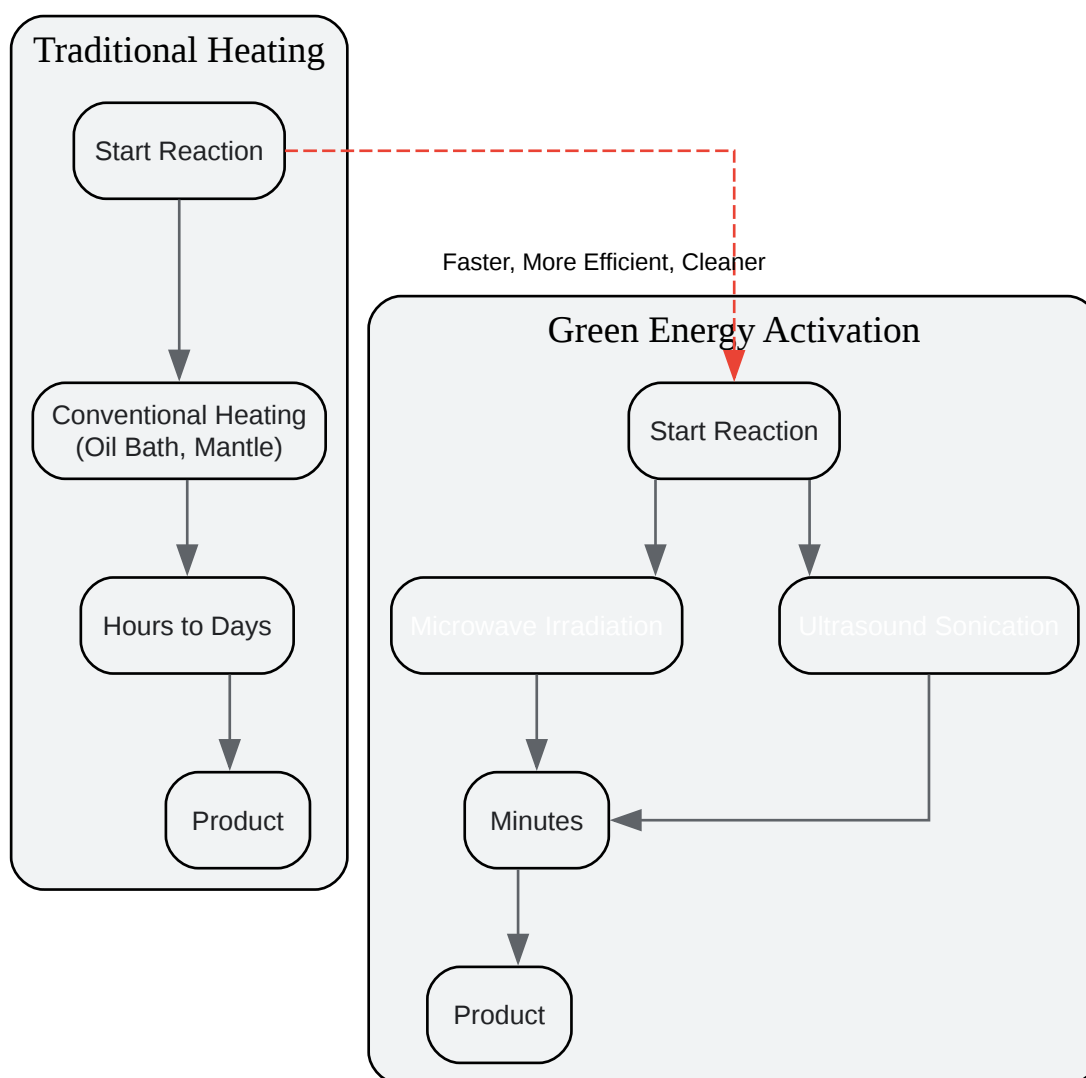 Traditional Heating
Start Reaction
Conventional Heating
(Oil Bath, Mantle)
Hours to Days
Product
Faster, More Efficient, Cleaner
Green Energy Activation
Start Reaction
Microwave Irradiation
Ultrasound Sonication
Minutes
Product